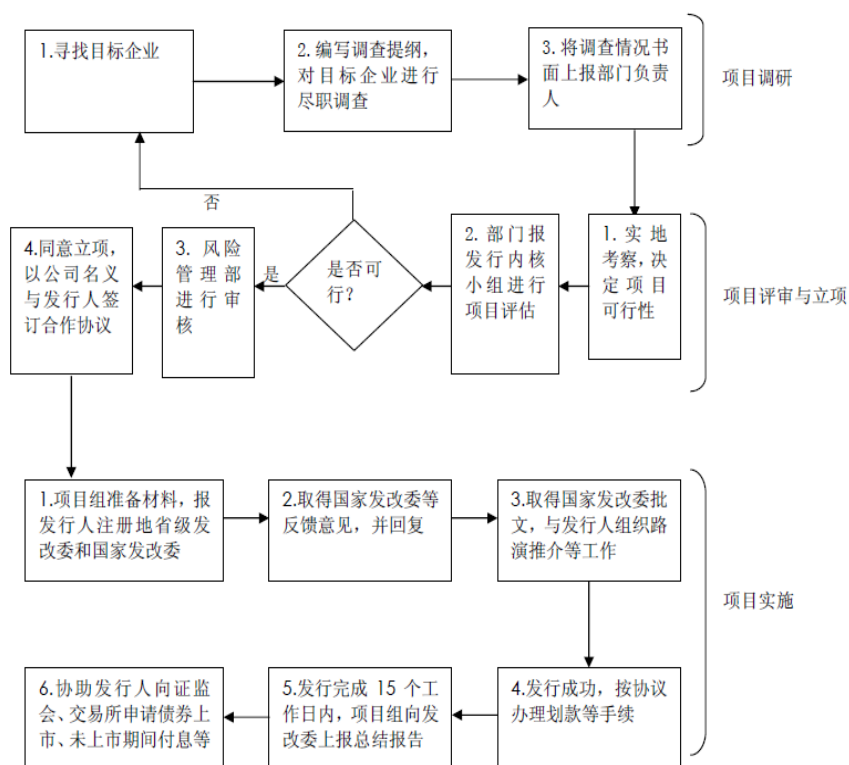 1.寻找目标企业
2. 编写调查提纲，
对目标企业进行
尽职调查
3. 将调查情况书
面上报部门负责
人
项目调研
否
4.同意立项，
以公司名义
与发行人签
订合作协议
3. 风险
管理部
进行审
核
是
是否可
行？
2. 部门报
发行内核
小组进行
项目评估
1. 实地
考察，决
定项目
可行性
项目评审与立项
1.项目组准备材料，报
发行人注册地省级发
改委和国家发改委
2.取得国家发改委等
反馈意见，并回复
3.取得国家发改委批
文，与发行人组织路
演推介等工作
项目实施
6.协助发行人向证监
会、交易所申请债券上
市、未上市期间付息等
5.发行完成 15 个工
作日内，项目组向发
改委上报总结报告
4.发行成功，按协议
办理划款等手续